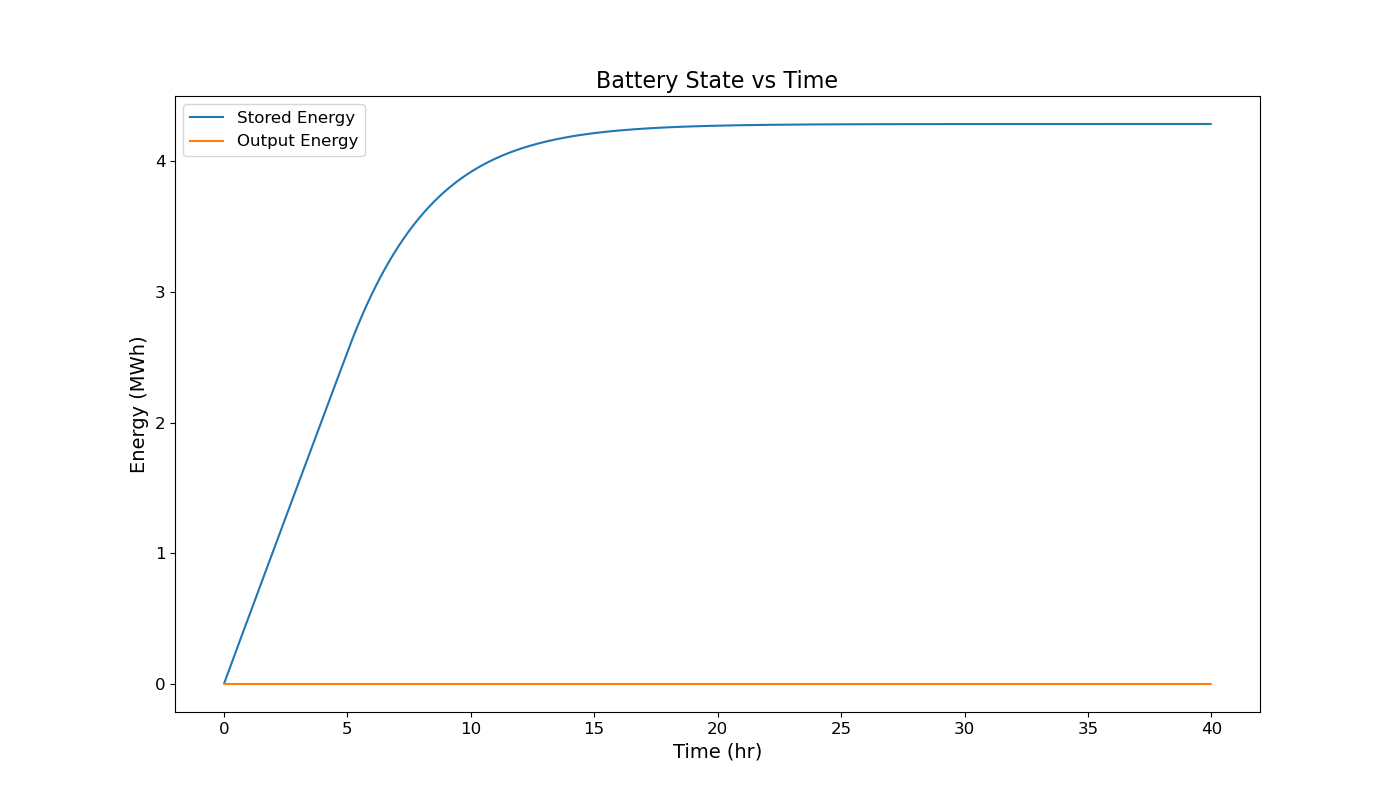 Battery State vs Time
Stored Energy
Output Energy
4
3
2
1
0
Energy (MWh)
0 5 10 15 20 25 30 35 40
Time (hr)